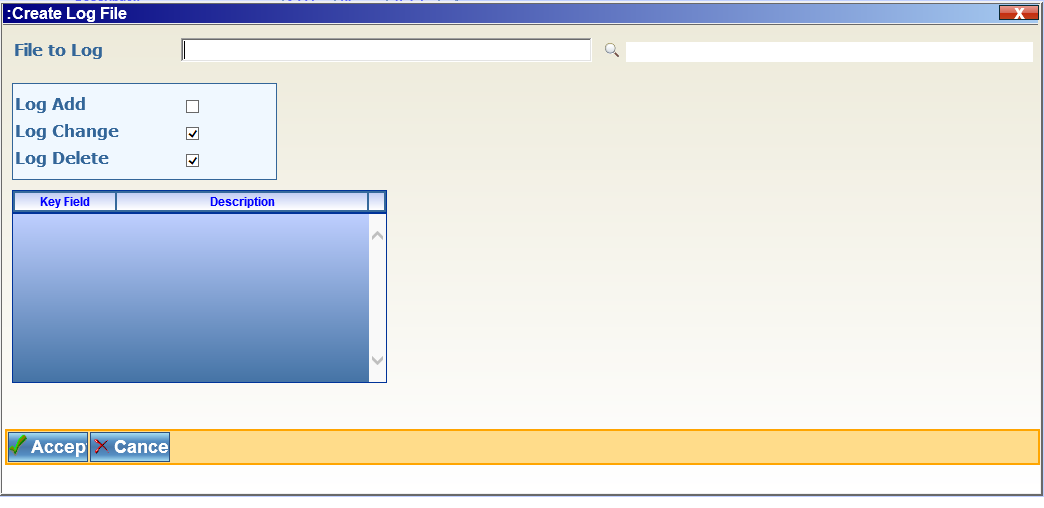 :Create Log File
X
File to Log
Log Add
Log Change
Log Delete
Key Field Description
Accep Cance